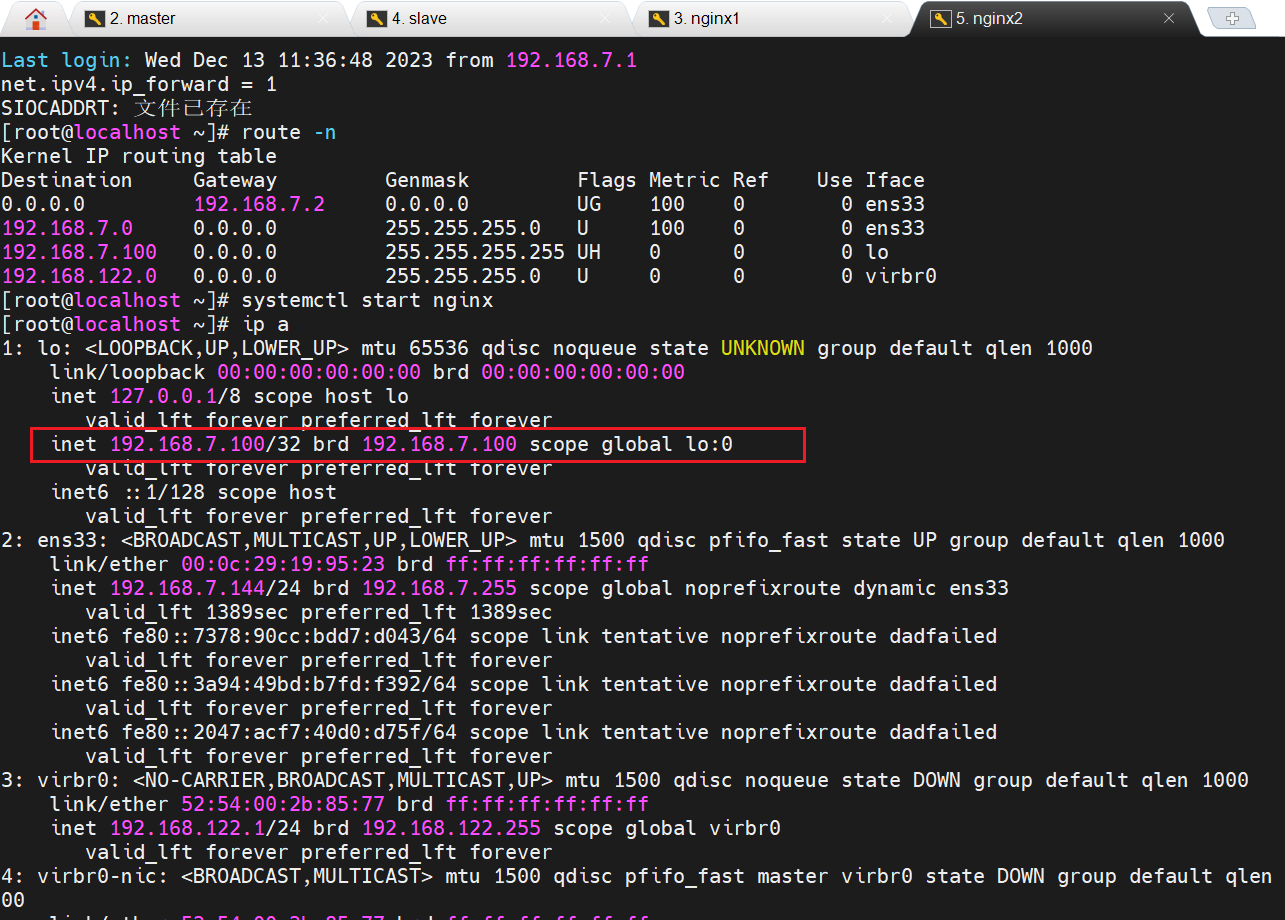 2. master
4. slave
3. nginx1
5. nginx2
Last login: Wed Dec 13 11:36:48 2023 from 192.168.7.1
net.ipv4.ip_forward = 1
SIOCADDRT: 文件已存在
[root@localhost ~]# route -n
Kernel IP routing table
Destination     Gateway         Genmask         Flags Metric Ref    Use Iface
0.0.0.0         192.168.7.2     0.0.0.0         UG    100    0        0 ens33
192.168.7.0     0.0.0.0         255.255.255.0   U     100    0        0 ens33
192.168.7.100   0.0.0.0         255.255.255.255 UH    0      0        0 lo
192.168.122.0   0.0.0.0         255.255.255.0   U     0      0        0 virbr0
[root@localhost ~]# systemctl start nginx
[root@localhost ~]# ip a
1: lo: <LOOPBACK,UP,LOWER_UP> mtu 65536 qdisc noqueue state UNKNOWN group default qlen 1000
    link/loopback 00:00:00:00:00:00 brd 00:00:00:00:00:00
    inet 127.0.0.1/8 scope host lo
       valid_lft forever preferred_lft forever
    inet 192.168.7.100/32 brd 192.168.7.100 scope global lo:0
       valid_lft forever preferred_lft forever
    inet6 ::1/128 scope host
       valid_lft forever preferred_lft forever
2: ens33: <BROADCAST,MULTICAST,UP,LOWER_UP> mtu 1500 qdisc pfifo_fast state UP group default qlen 1000
    link/ether 00:0c:29:19:95:23 brd ff:ff:ff:ff:ff:ff
    inet 192.168.7.144/24 brd 192.168.7.255 scope global noprefixroute dynamic ens33
       valid_lft 1389sec preferred_lft 1389sec
    inet6 fe80::7378:90cc:bdd7:d043/64 scope link tentative noprefixroute dadfailed
       valid_lft forever preferred_lft forever
    inet6 fe80::3a94:49bd:b7fd:f392/64 scope link tentative noprefixroute dadfailed
       valid_lft forever preferred_lft forever
    inet6 fe80::2047:acf7:40d0:d75f/64 scope link tentative noprefixroute dadfailed
       valid_lft forever preferred_lft forever
3: virbr0: <NO-CARRIER,BROADCAST,MULTICAST,UP> mtu 1500 qdisc noqueue state DOWN group default qlen 1000
    link/ether 52:54:00:2b:85:77 brd ff:ff:ff:ff:ff:ff
    inet 192.168.122.1/24 brd 192.168.122.255 scope global virbr0
       valid_lft forever preferred_lft forever
4: virbr0-nic: <BROADCAST,MULTICAST> mtu 1500 qdisc pfifo_fast master virbr0 state DOWN group default qlen
00
    link/ether 52:54:00:2b:85:77 brd ff:ff:ff:ff:ff:ff